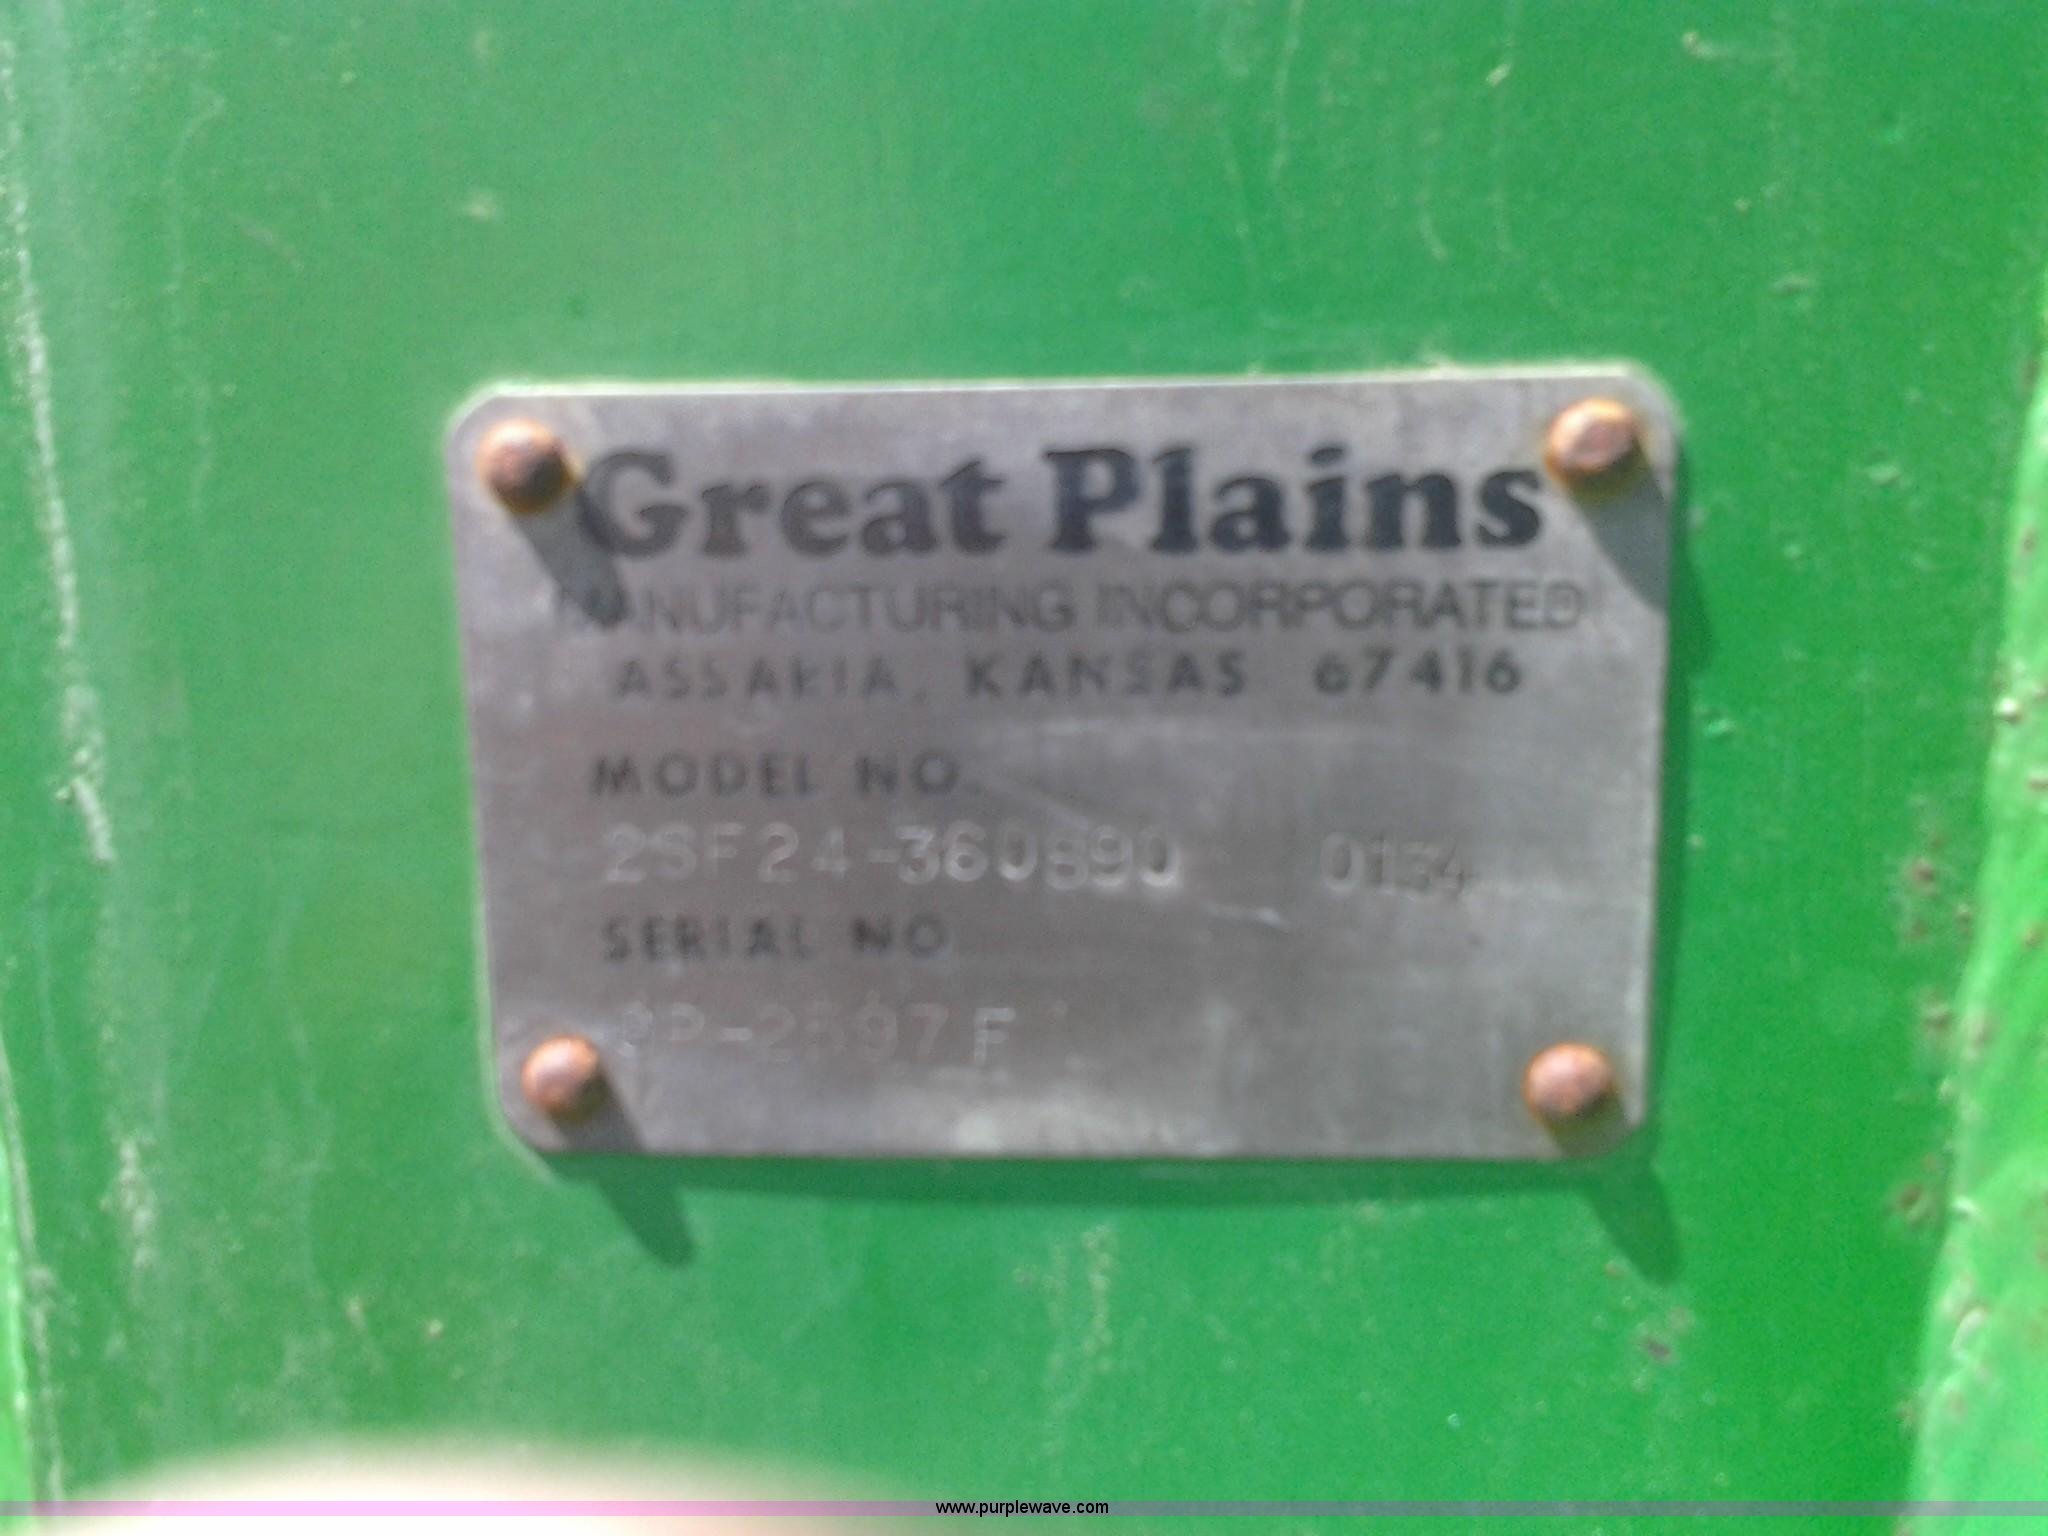 Great Plains
MANUFACTURING INCORPORATED
ASSARIA, KANSAS 67416
MODEL NO.
2SF24-360890 0134
SERIAL NO.
www.purplewave.com